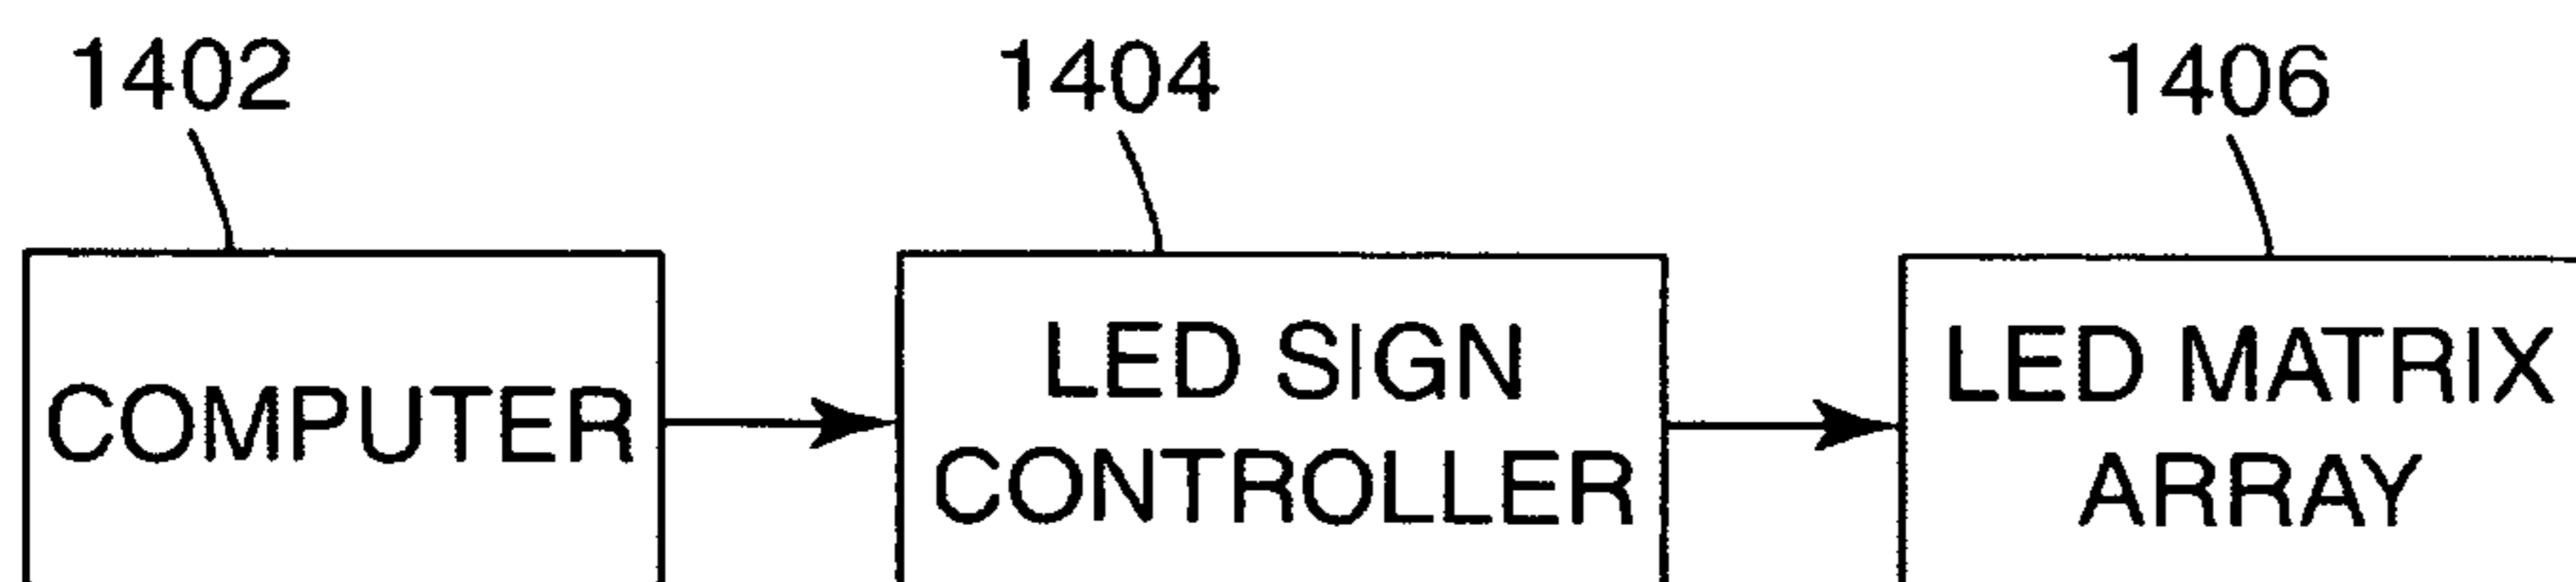 1402
1404
1406
COMPUTER
LED SIGN
CONTROLLER
LED MATRIX
ARRAY